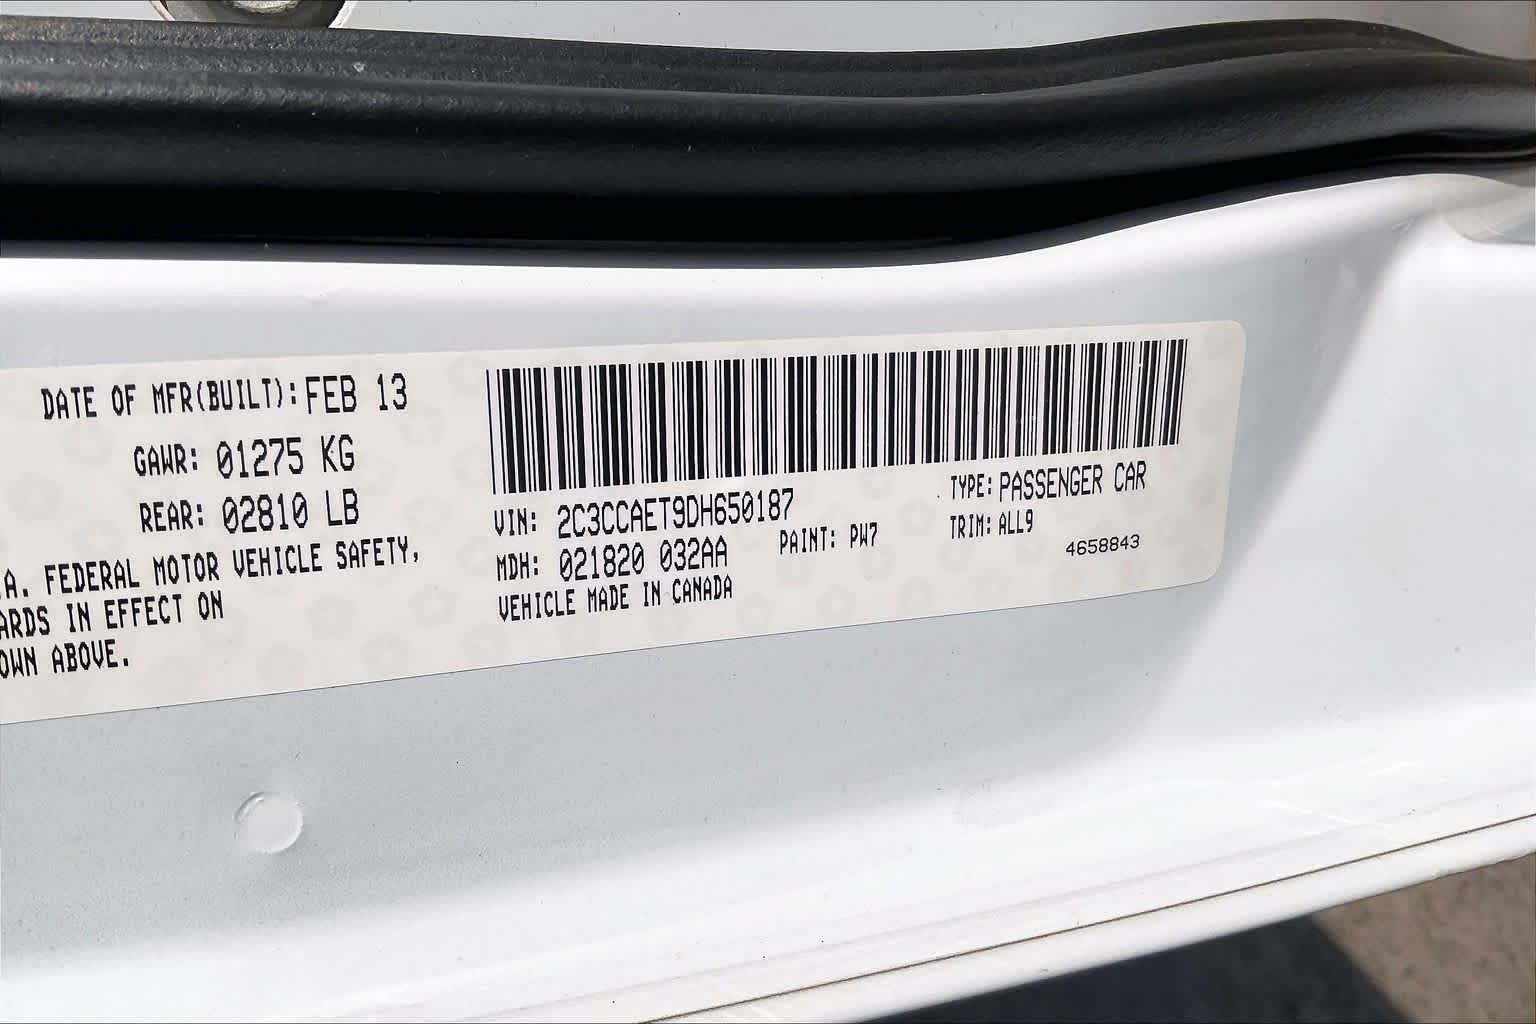 DATE OF MFR(BUILT): FEB 13
GAWR: 01275 KG
REAR: 02810 LB
.A. FEDERAL MOTOR VEHICLE SAFETY,
ARDS IN EFFECT ON
OWN ABOVE.
VIN: 2C3CCAET9DH650187
MDH: 021820 032AA
VEHICLE MADE IN CANADA
PAINT: PW7
TYPE: PASSENGER CAR
TRIM: ALL9
4658843